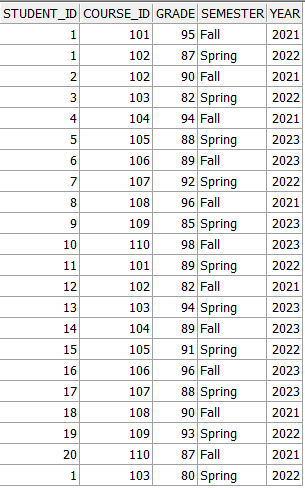 STUDENT_ID COURSE_ID GRADE SEMESTER YEAR
1 101 95 Fall 2021
1 102 87 Spring 2022
2 102 90 Fall 2021
3 103 82 Spring 2022
4 104 94 Fall 2021
5 105 88 Spring 2023
6 106 89 Fall 2023
7 107 92 Spring 2022
8 108 96 Fall 2021
9 109 85 Spring 2023
10 110 98 Fall 2023
11 101 89 Spring 2022
12 102 82 Fall 2021
13 103 94 Spring 2023
14 104 89 Fall 2023
15 105 91 Spring 2022
16 106 96 Fall 2023
17 107 88 Spring 2023
18 108 90 Fall 2021
19 109 93 Spring 2022
20 110 87 Fall 2021
1 103 80 Spring 2022